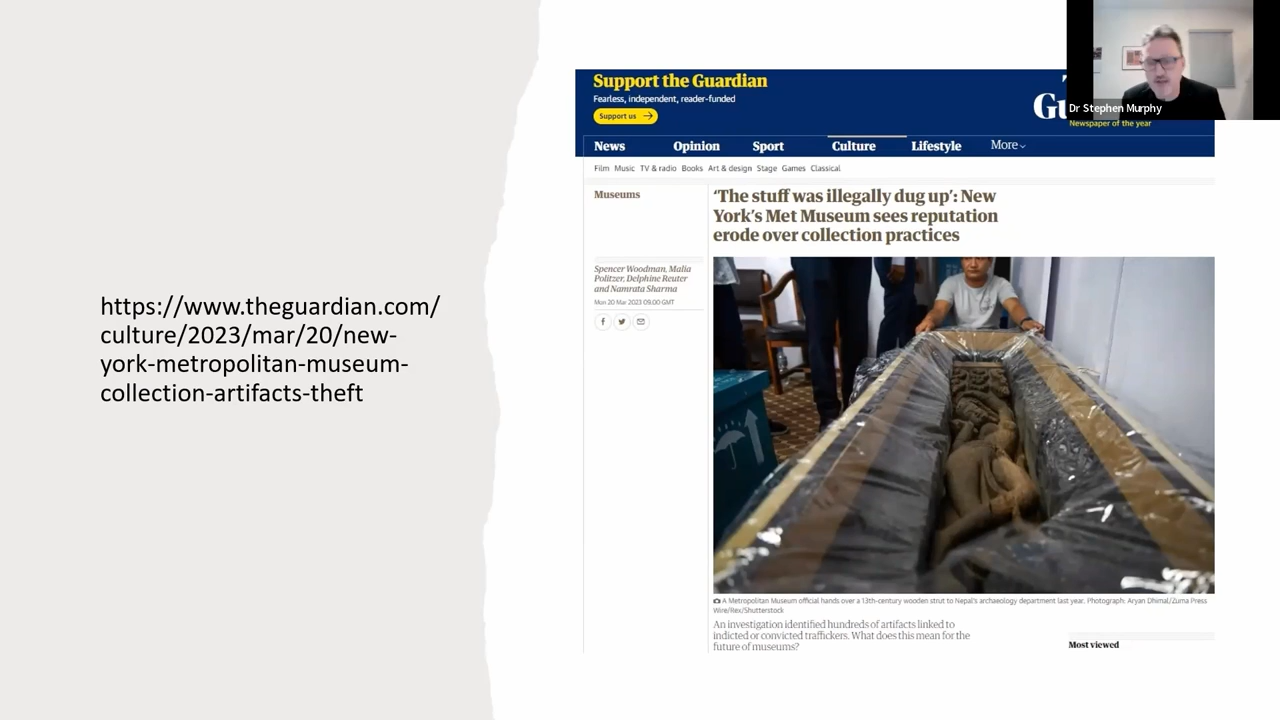 https://www.theguardian.com/
culture/2023/mar/20/new-
york-metropolitan-museum-
collection-artifacts-theft
Support the Guardian
Fearless, independent, reader-funded
Support us
Gu
Newspaper of the year
Dr Stephen Murphy
News Opinion Sport Culture Lifestyle More
Film Music TV & radio Books Art & design Stage Games Classical
Museums
‘The stuff was illegally dug up’: New
York’s Met Museum sees reputation
erode over collection practices
Spencer Woodman, Malia
Politzer, Delphine Reuter
and Namrata Sharma
Mon 20 Mar 2023 09.00 GMT
A Metropolitan Museum official hands over a 13th-century wooden strut to Nepal's archaeology department last year. Photograph: Aryan Dhimal/Zuma Press
Wire/Rex/Shutterstock
An investigation identified hundreds of artifacts linked to
indicted or convicted traffickers. What does this mean for the
future of museums?
Most viewed